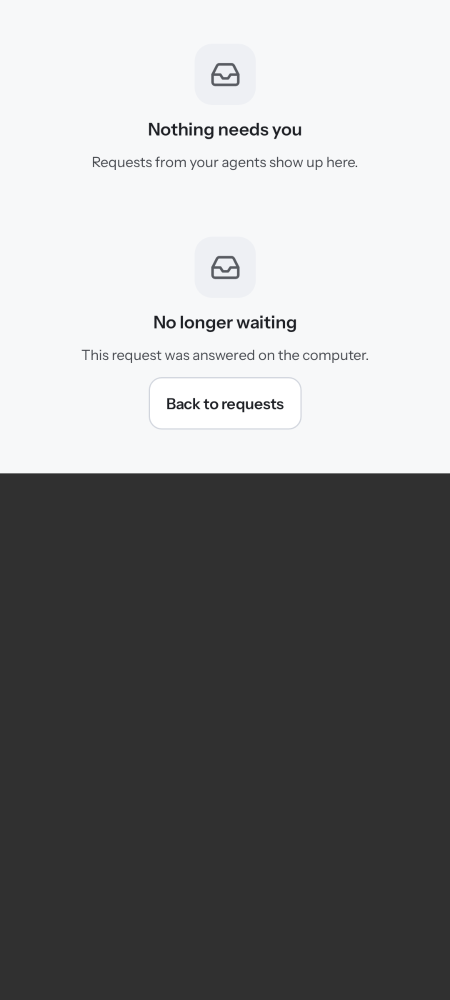 Nothing needs you
Requests from your agents show up here.
No longer waiting
This request was answered on the computer.
Back to requests